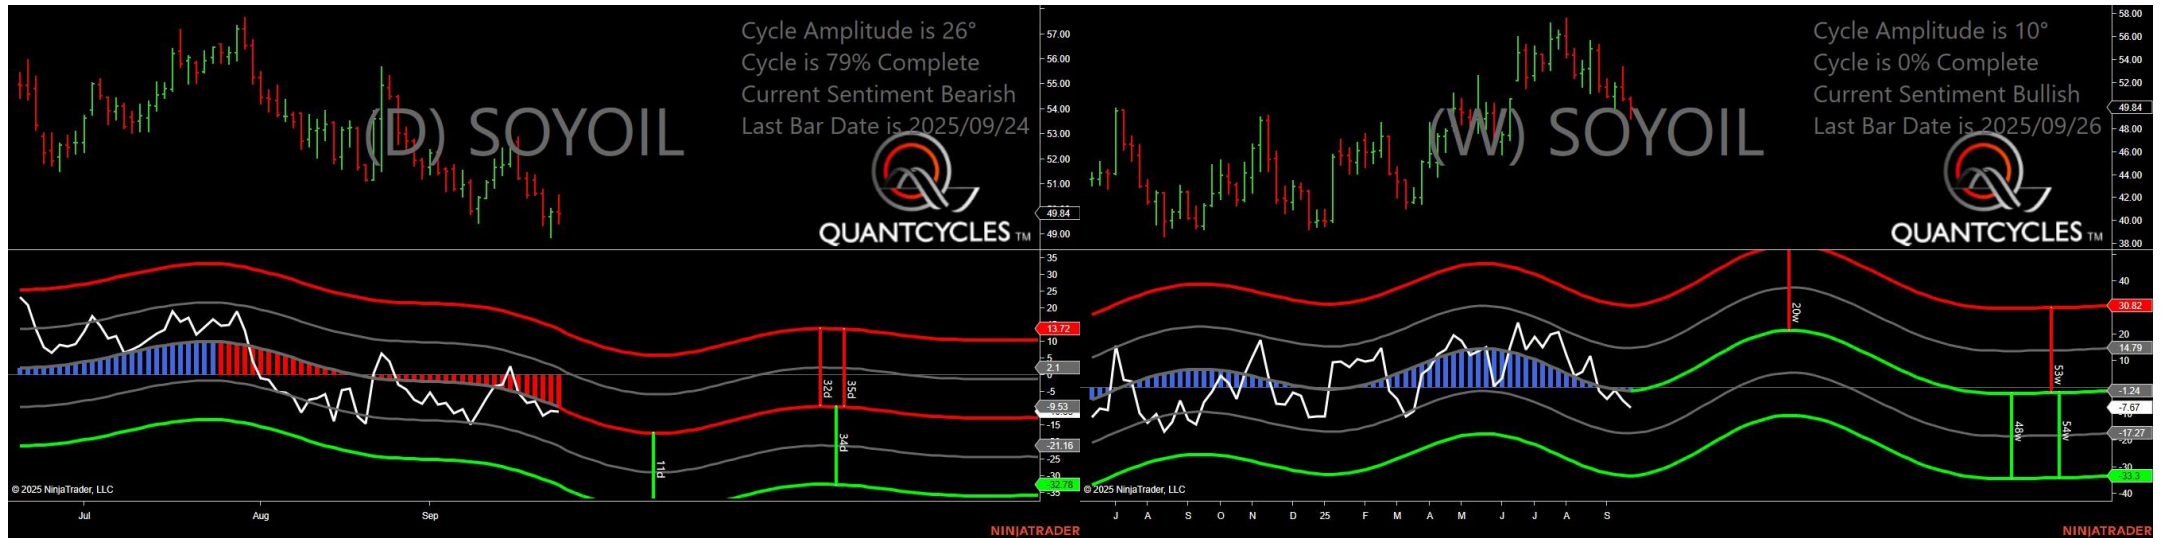 Cycle Amplitude is 26°
Cycle is 79% Complete
Current Sentiment Bearish
Last Bar Date is 2025/09/24
(D) SOYOIL
QUANTCYCLES TM
57.00
56.00
55.00
54.00
53.00
52.00
51.00
49.84
49.00
35
30
25
20
15
13.72
10
5
2.1
0
-5
-9.53
-15
-21.16
-25
-30
-32.78
-35
32d
35d
34d
11d
© 2025 NinjaTrader, LLC
Jul
Aug
Sep
NINJATRADER
Cycle Amplitude is 10°
Cycle is 0% Complete
Current Sentiment Bullish
Last Bar Date is 2025/09/26
(W) SOYOIL
QUANTCYCLES TM
58.00
56.00
54.00
52.00
49.84
48.00
46.00
44.00
42.00
40.00
38.00
40
30.82
20
14.79
10
-1.24
-7.67
-17.27
-20
-30
-33.3
-40
20w
53w
48w
54w
© 2025 NinjaTrader, LLC
J A S O N D 25 F M A M J J A S
NINJATRADER